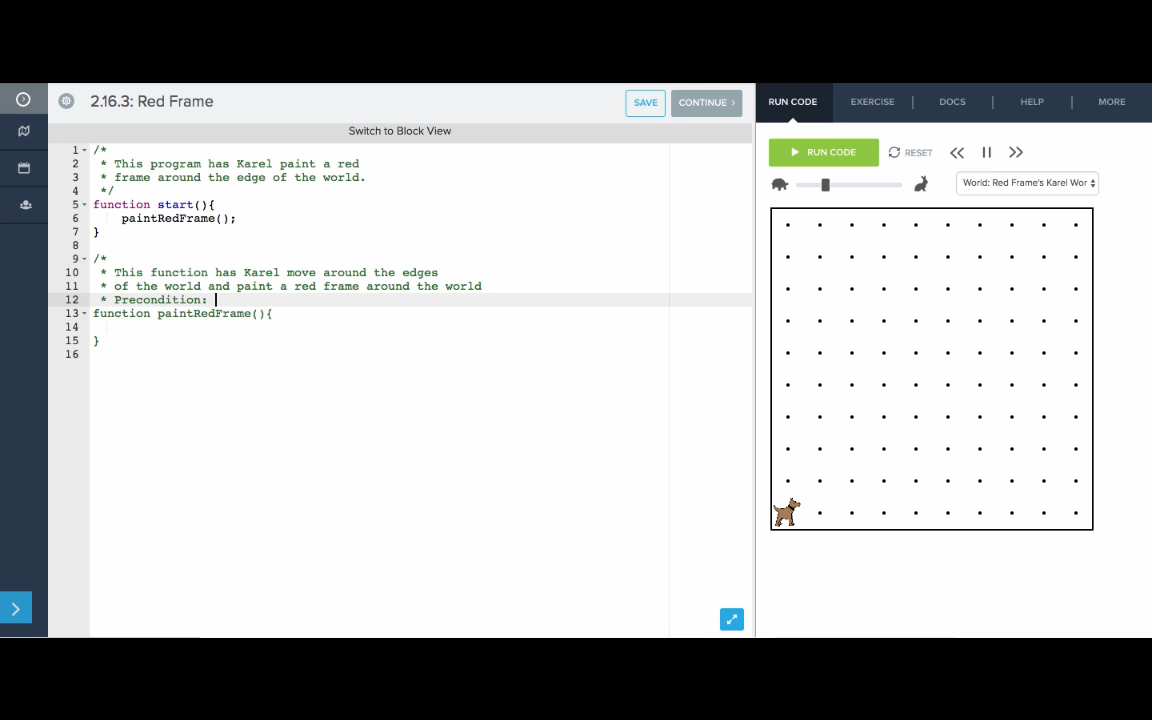 2.16.3: Red Frame
SAVE
CONTINUE >
RUN CODE
EXERCISE
DOCS
HELP
MORE
Switch to Block View
1 /*
2 * This program has Karel paint a red
3 * frame around the edge of the world.
4 */
5 function start(){
6 paintRedFrame();
7 }
8
9 /*
10 * This function has Karel move around the edges
11 * of the world and paint a red frame around the world
12 * Precondition:
13 function paintRedFrame(){
14
15 }
16
RUN CODE
RESET
World: Red Frame's Karel Wor